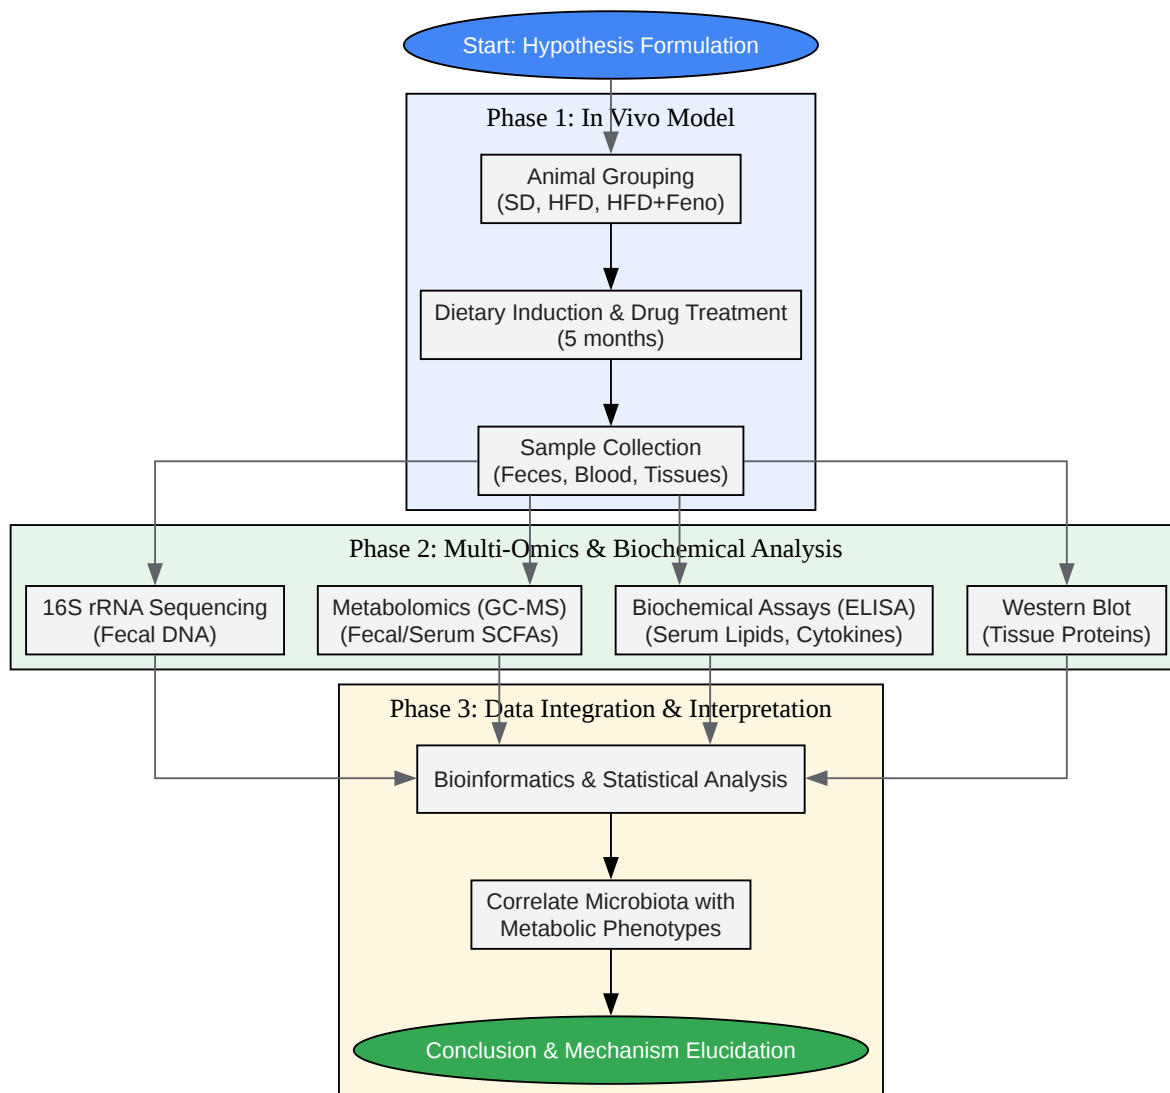 Start: Hypothesis Formulation
Phase 1: In Vivo Model
Animal Grouping
(SD, HFD, HFD+Feno)
Dietary Induction & Drug Treatment
(5 months)
Sample Collection
(Feces, Blood, Tissues)
Phase 2: Multi-Omics & Biochemical Analysis
16S rRNA Sequencing
(Fecal DNA)
Metabolomics (GC-MS)
(Fecal/Serum SCFAs)
Biochemical Assays (ELISA)
(Serum Lipids, Cytokines)
Western Blot
(Tissue Proteins)
Phase 3: Data Integration & Interpretation
Bioinformatics & Statistical Analysis
Correlate Microbiota with
Metabolic Phenotypes
Conclusion & Mechanism Elucidation